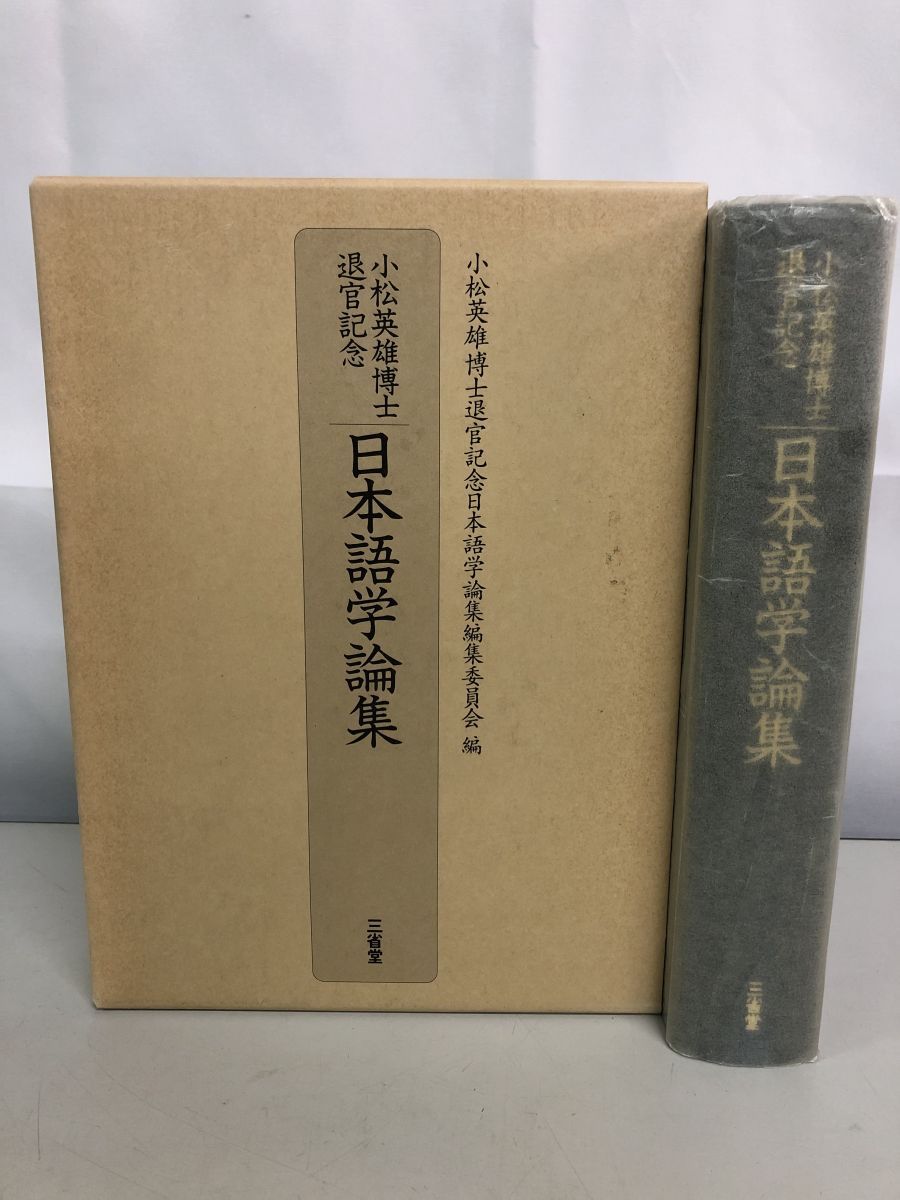 小松英雄博士退官記念日本語学論集編集委員会 編
小松英雄博士
退官記念
日本語学論集
三省堂
小松英雄博士
退官記念
日本語学論集
三省堂